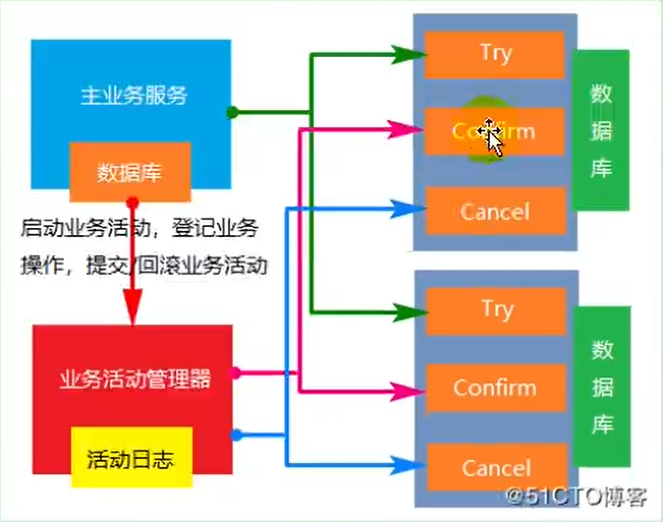 主业务服务
数据库
启动业务活动，登记业务
操作，提交/回滚业务活动
业务活动管理器
活动日志
Try
Confirm
Cancel
数据库
Try
Confirm
Cancel
数据库
@51CTO博客